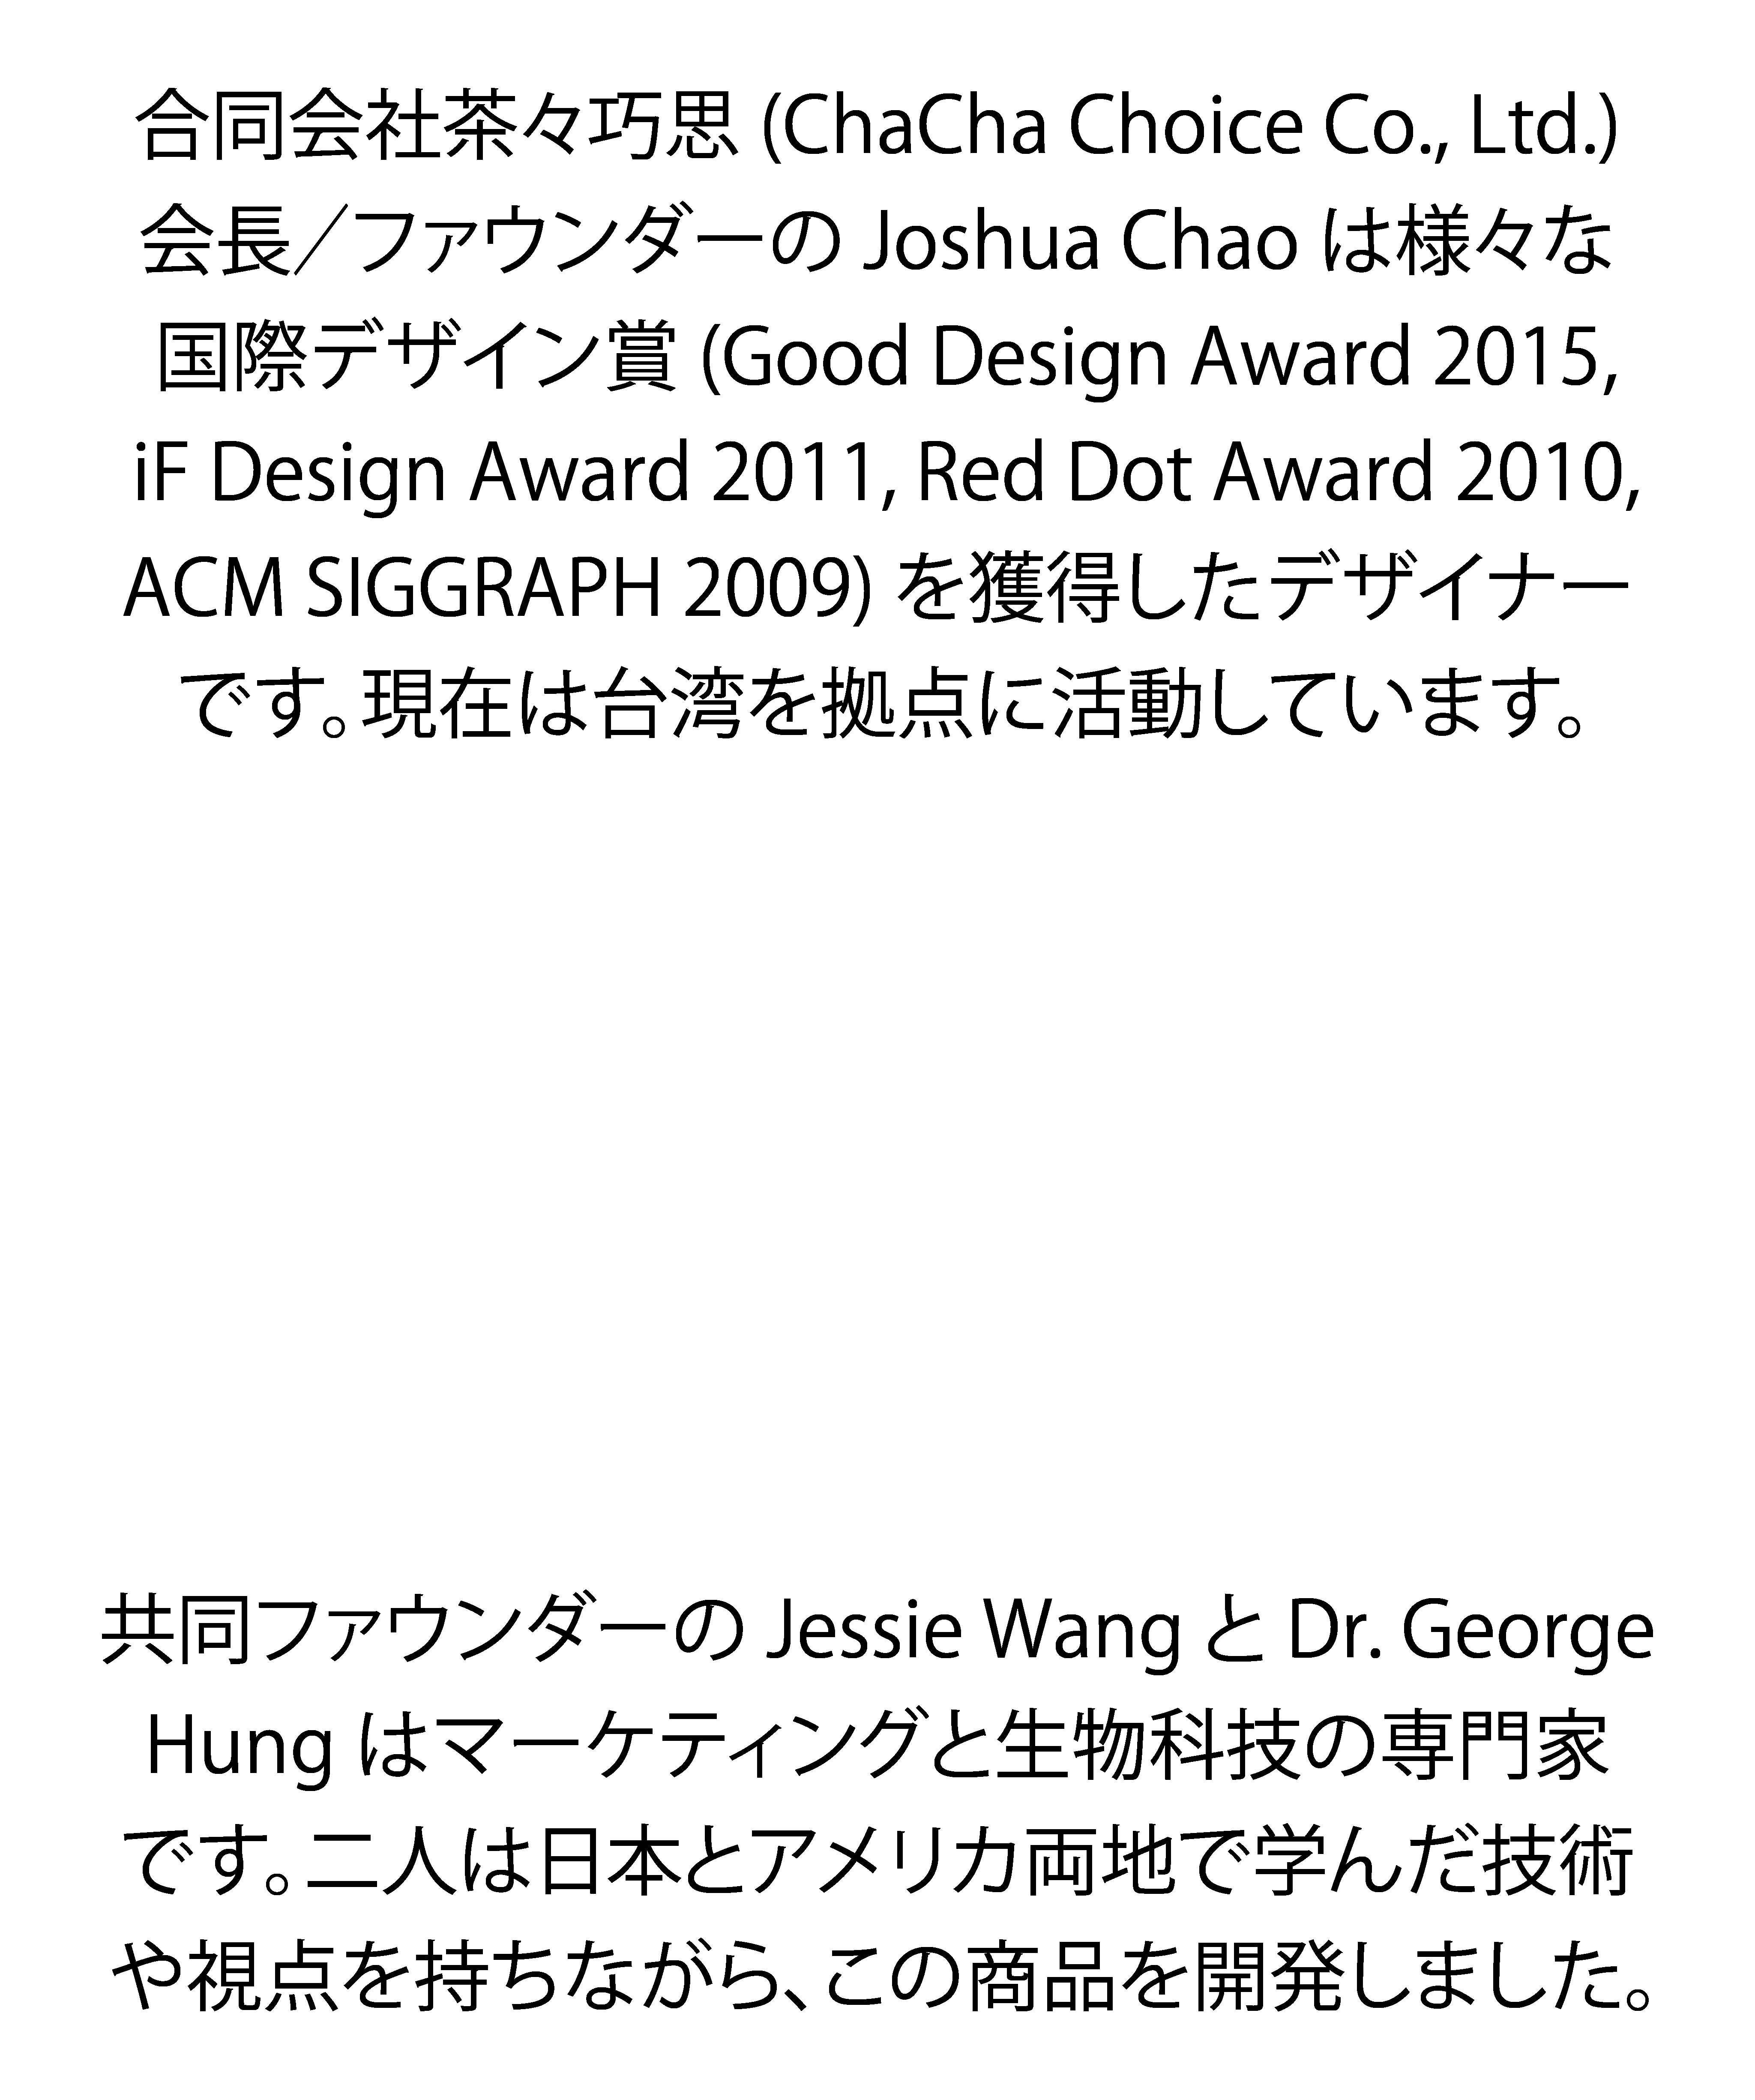 合同会社茶々巧思 (ChaCha Choice Co., Ltd.)
会長／ファウンダーの Joshua Chao は様々な
国際デザイン賞 (Good Design Award 2015,
iF Design Award 2011, Red Dot Award 2010,
ACM SIGGRAPH 2009) を獲得したデザイナー
です。現在は台湾を拠点に活動しています。
共同ファウンダーの Jessie Wang と Dr. George
Hung はマーケティングと生物科技の専門家
です。二人は日本とアメリカ両地で学んだ技術
や視点を持ちながら、この商品を開発しました。